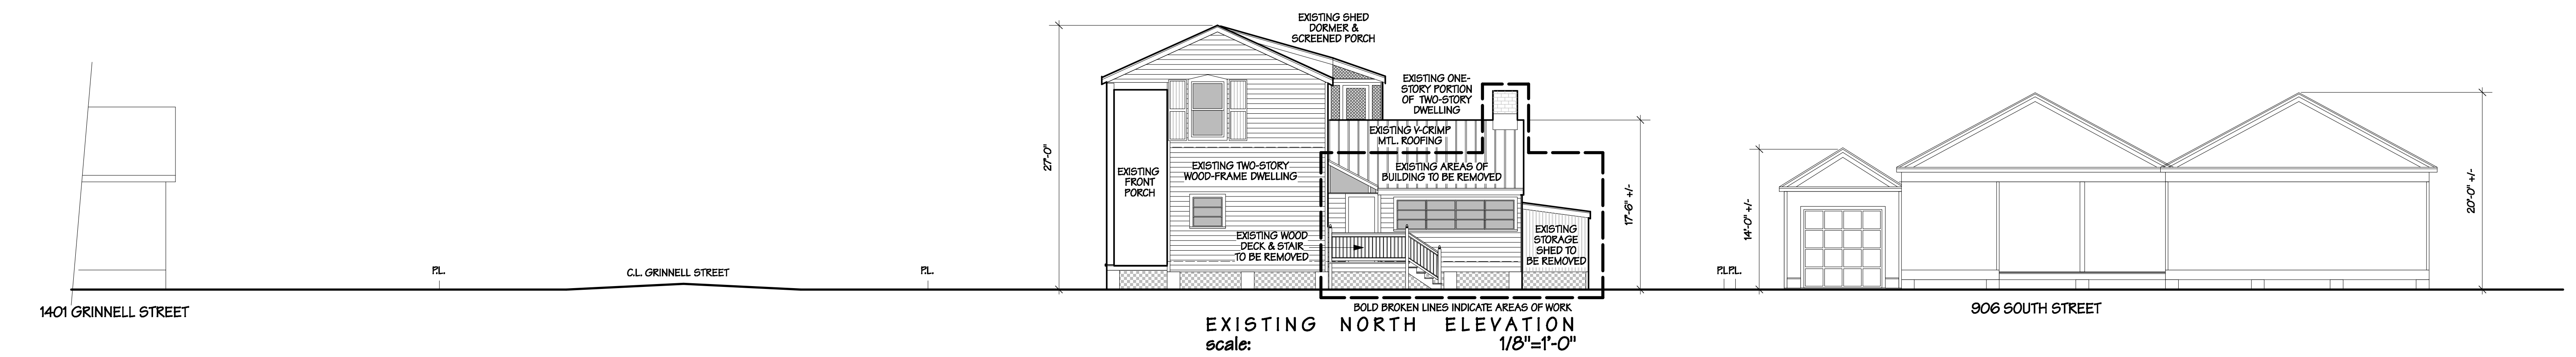 EXISTING SHED
DORMER &
SCREENED PORCH
EXISTING ONE-
STORY PORTION
OF TWO-STORY
DWELLING
EXISTING V-CRIMP
MTL. ROOFING
27'-0"
EXISTING
FRONT
PORCH
EXISTING TWO-STORY
WOOD-FRAME DWELLING
EXISTING AREAS OF
BUILDING TO BE REMOVED
EXISTING WOOD
DECK & STAIR
TO BE REMOVED
EXISTING
STORAGE
SHED TO
BE REMOVED
17'-6" +/-
14'-0" +/-
20'-0" +/-
P.L.
C.L. GRINNELL STREET
P.L.
P.L.
P.L.
1401 GRINNELL STREET
BOLD BROKEN LINES INDICATE AREAS OF WORK
906 SOUTH STREET
EXISTING NORTH ELEVATION
scale: 1/8"=1'-0"